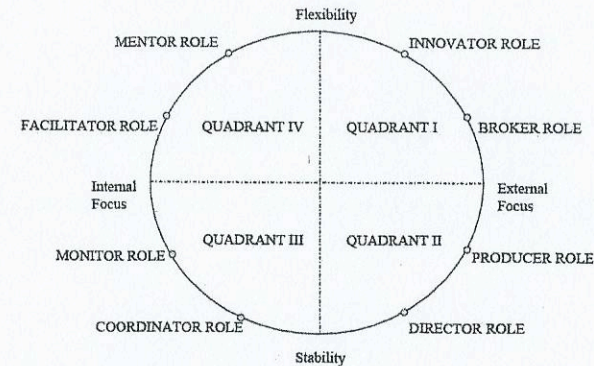 Flexibility
MENTOR ROLE
INNOVATOR ROLE
FACILITATOR ROLE
QUADRANT IV
QUADRANT I
BROKER ROLE
Internal
Focus
External
Focus
QUADRANT III
QUADRANT II
MONITOR ROLE
PRODUCER ROLE
COORDINATOR ROLE
DIRECTOR ROLE
Stability